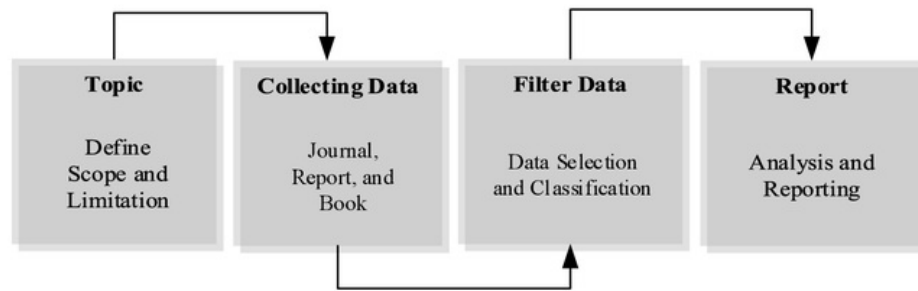 Topic
Define
Scope and
Limitation
Collecting Data
Journal,
Report, and
Book
Filter Data
Data Selection
and Classification
Report
Analysis and
Reporting